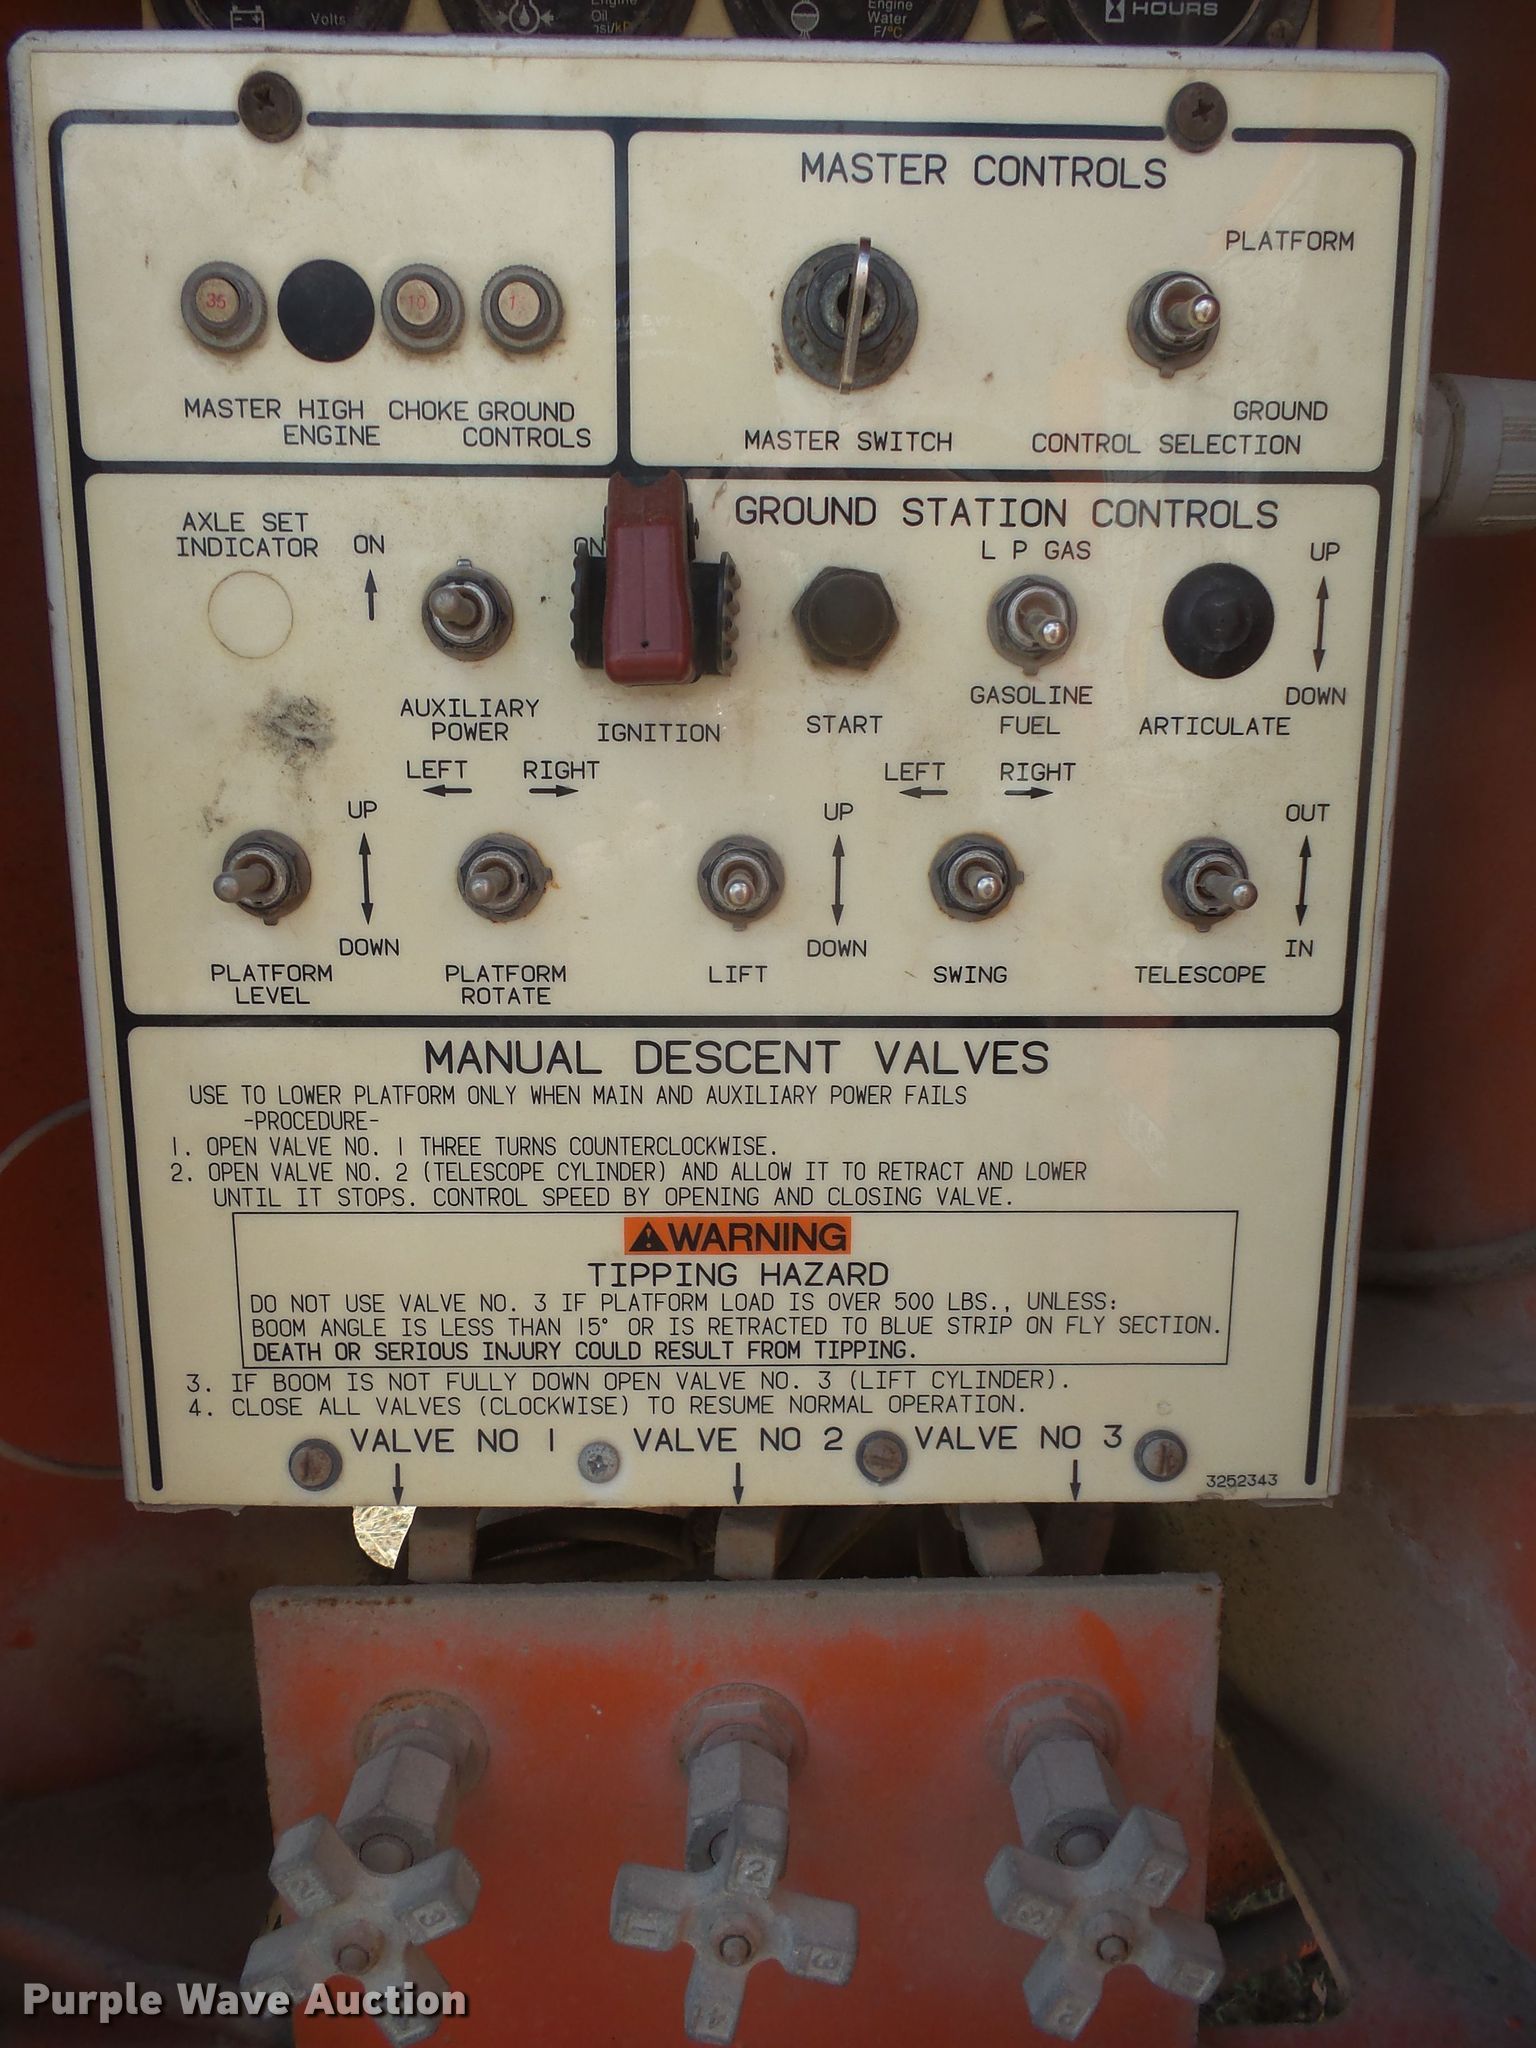 Volts
Engine
Oil
psi/kP
Engine
Water
F/°C
HOURS
MASTER CONTROLS
PLATFORM
35
10
1
MASTER HIGH ENGINE
CHOKE
GROUND CONTROLS
MASTER SWITCH
GROUND
CONTROL SELECTION
GROUND STATION CONTROLS
AXLE SET
INDICATOR
ON
ON
L P GAS
UP
GASOLINE
DOWN
AUXILIARY
POWER
IGNITION
START
FUEL
ARTICULATE
LEFT RIGHT
LEFT RIGHT
UP
UP
OUT
DOWN
DOWN
IN
PLATFORM
LEVEL
PLATFORM
ROTATE
LIFT
SWING
TELESCOPE
MANUAL DESCENT VALVES
USE TO LOWER PLATFORM ONLY WHEN MAIN AND AUXILIARY POWER FAILS
-PROCEDURE-
1. OPEN VALVE NO. 1 THREE TURNS COUNTERCLOCKWISE.
2. OPEN VALVE NO. 2 (TELESCOPE CYLINDER) AND ALLOW IT TO RETRACT AND LOWER
UNTIL IT STOPS. CONTROL SPEED BY OPENING AND CLOSING VALVE.
WARNING
TIPPING HAZARD
DO NOT USE VALVE NO. 3 IF PLATFORM LOAD IS OVER 500 LBS., UNLESS:
BOOM ANGLE IS LESS THAN 15° OR IS RETRACTED TO BLUE STRIP ON FLY SECTION.
DEATH OR SERIOUS INJURY COULD RESULT FROM TIPPING.
3. IF BOOM IS NOT FULLY DOWN OPEN VALVE NO. 3 (LIFT CYLINDER).
4. CLOSE ALL VALVES (CLOCKWISE) TO RESUME NORMAL OPERATION.
VALVE NO 1 VALVE NO 2 VALVE NO 3
3252343
2 3
2
1 3
4
Purple Wave Auction